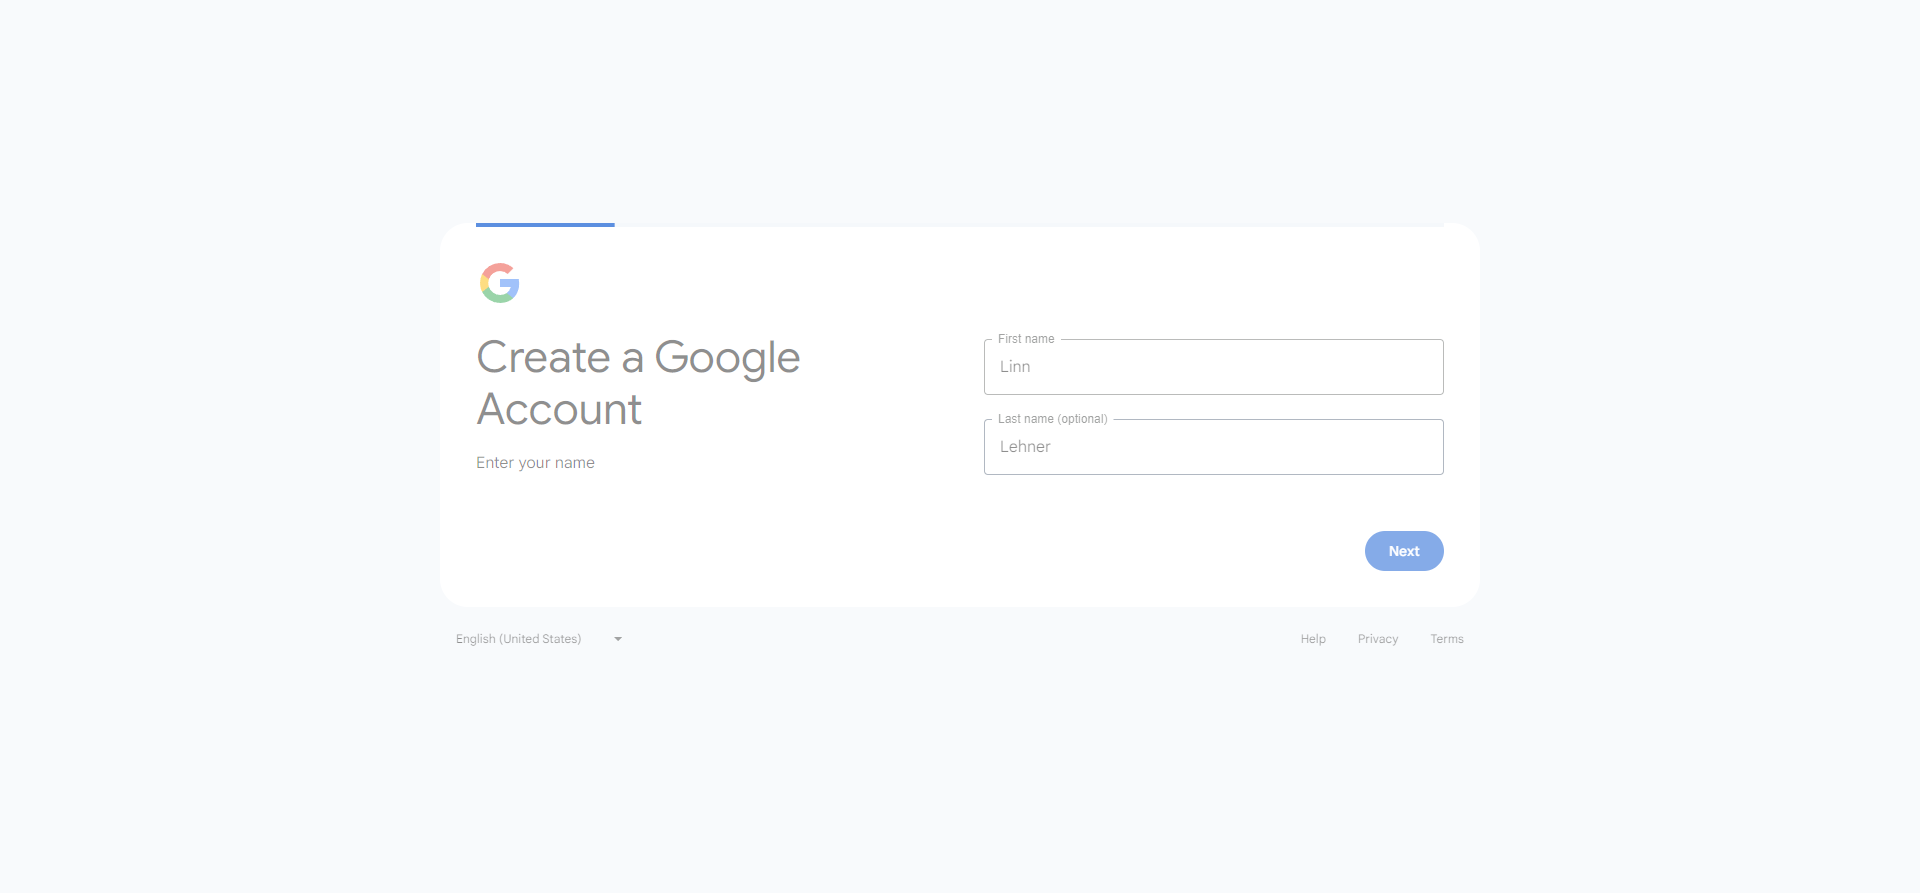 Create a Google
Account
Enter your name
First name
Linn
Last name (optional)
Lehner
Next
English (United States)
Help
Privacy
Terms